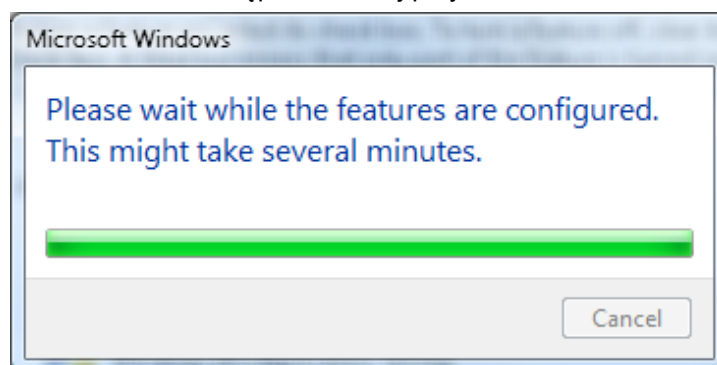 Microsoft Windows
Please wait while the features are configured.
This might take several minutes.
Cancel